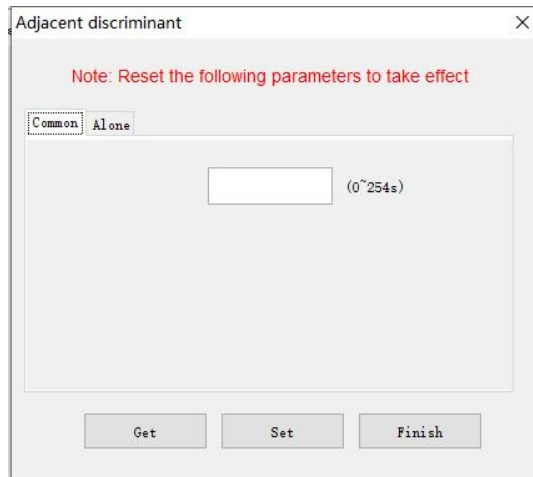 Adjacent discriminant
Note: Reset the following parameters to take effect
Common Alone
(0~254s)
Get Set Finish